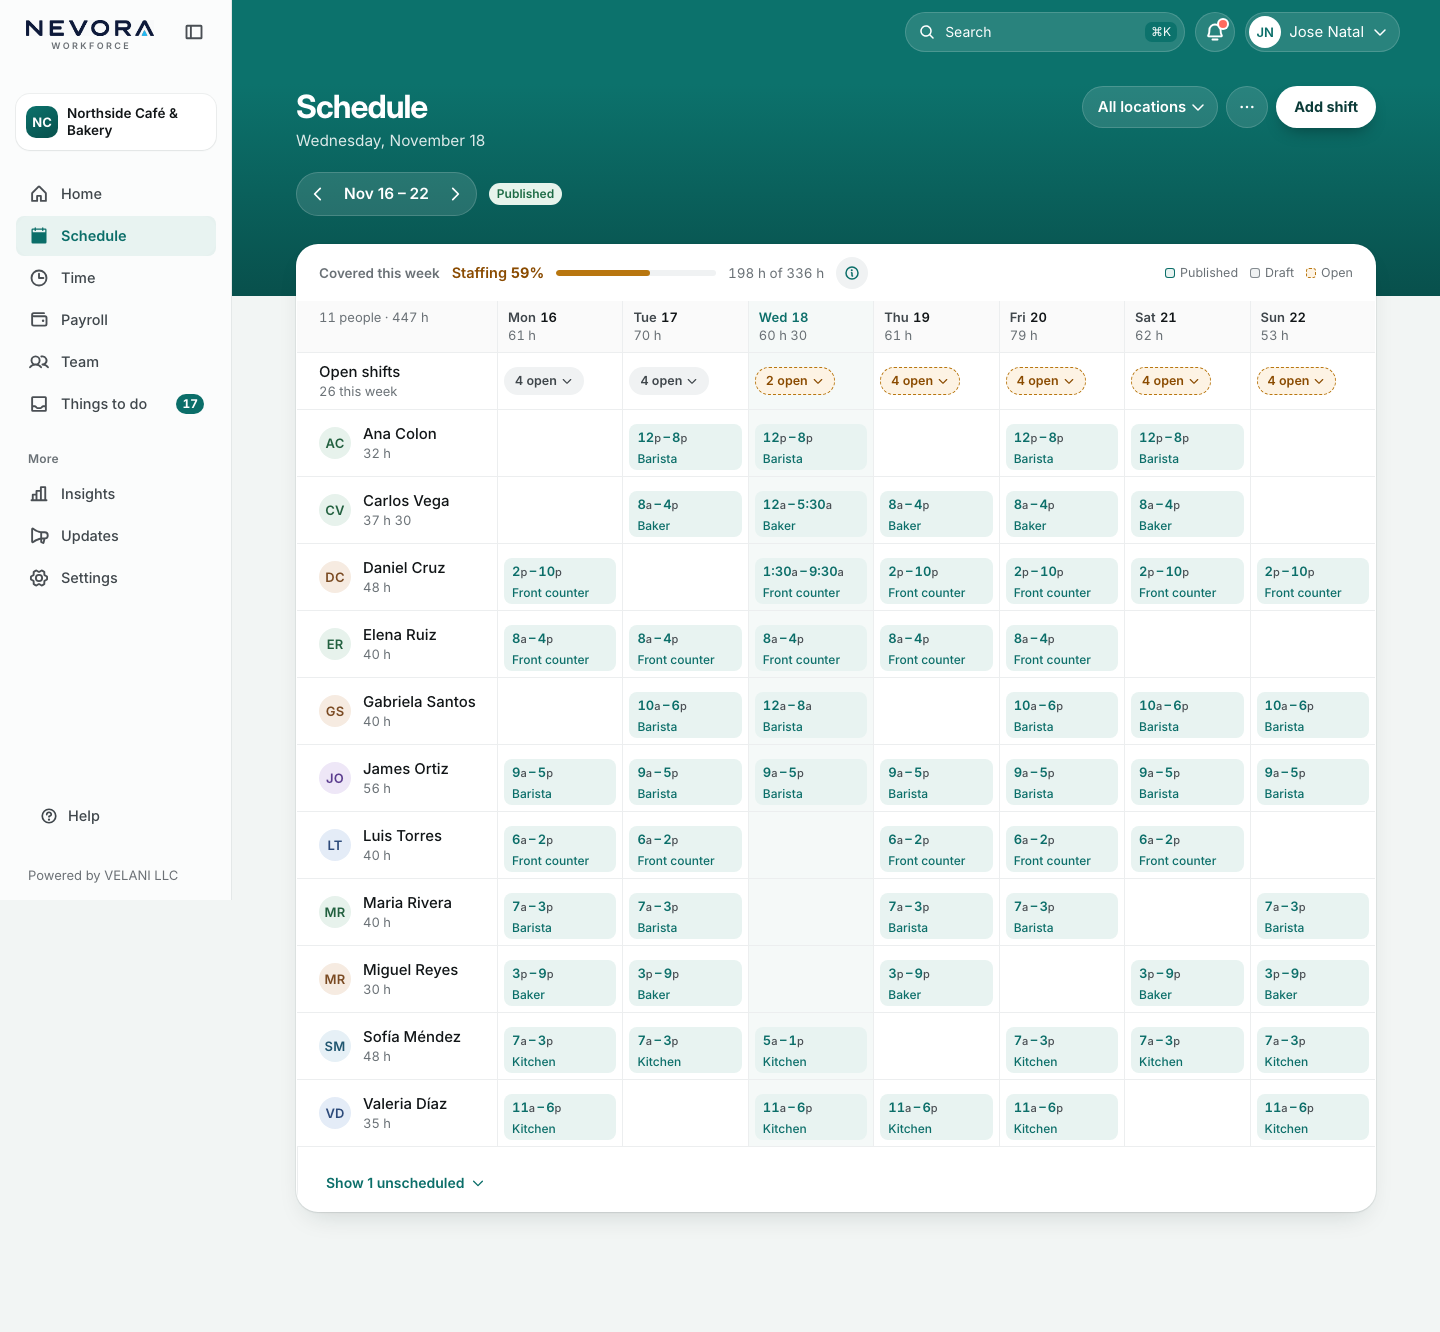 NEVORA
WORKFORCE
Search
⌘K
JN
Jose Natal
NC
Northside Café &
Bakery
Schedule
Wednesday, November 18
All locations
Add shift
Nov 16 – 22
Published
Home
Schedule
Time
Payroll
Team
Things to do
17
More
Insights
Updates
Settings
Help
Powered by VELANI LLC
Covered this week
Staffing 59%
198 h of 336 h
Published
Draft
Open
11 people · 447 h
Mon 16
61 h
Tue 17
70 h
Wed 18
60 h 30
Thu 19
61 h
Fri 20
79 h
Sat 21
62 h
Sun 22
53 h
Open shifts
26 this week
4 open
4 open
2 open
4 open
4 open
4 open
4 open
AC
Ana Colon
32 h
12p – 8p
Barista
12p – 8p
Barista
12p – 8p
Barista
12p – 8p
Barista
CV
Carlos Vega
37 h 30
8a – 4p
Baker
12a – 5:30a
Baker
8a – 4p
Baker
8a – 4p
Baker
8a – 4p
Baker
DC
Daniel Cruz
48 h
2p – 10p
Front counter
1:30a – 9:30a
Front counter
2p – 10p
Front counter
2p – 10p
Front counter
2p – 10p
Front counter
2p – 10p
Front counter
ER
Elena Ruiz
40 h
8a – 4p
Front counter
8a – 4p
Front counter
8a – 4p
Front counter
8a – 4p
Front counter
8a – 4p
Front counter
GS
Gabriela Santos
40 h
10a – 6p
Barista
12a – 8a
Barista
10a – 6p
Barista
10a – 6p
Barista
10a – 6p
Barista
JO
James Ortiz
56 h
9a – 5p
Barista
9a – 5p
Barista
9a – 5p
Barista
9a – 5p
Barista
9a – 5p
Barista
9a – 5p
Barista
9a – 5p
Barista
LT
Luis Torres
40 h
6a – 2p
Front counter
6a – 2p
Front counter
6a – 2p
Front counter
6a – 2p
Front counter
6a – 2p
Front counter
MR
Maria Rivera
40 h
7a – 3p
Barista
7a – 3p
Barista
7a – 3p
Barista
7a – 3p
Barista
7a – 3p
Barista
MR
Miguel Reyes
30 h
3p – 9p
Baker
3p – 9p
Baker
3p – 9p
Baker
3p – 9p
Baker
3p – 9p
Baker
SM
Sofía Méndez
48 h
7a – 3p
Kitchen
7a – 3p
Kitchen
5a – 1p
Kitchen
7a – 3p
Kitchen
7a – 3p
Kitchen
7a – 3p
Kitchen
VD
Valeria Díaz
35 h
11a – 6p
Kitchen
11a – 6p
Kitchen
11a – 6p
Kitchen
11a – 6p
Kitchen
11a – 6p
Kitchen
Show 1 unscheduled